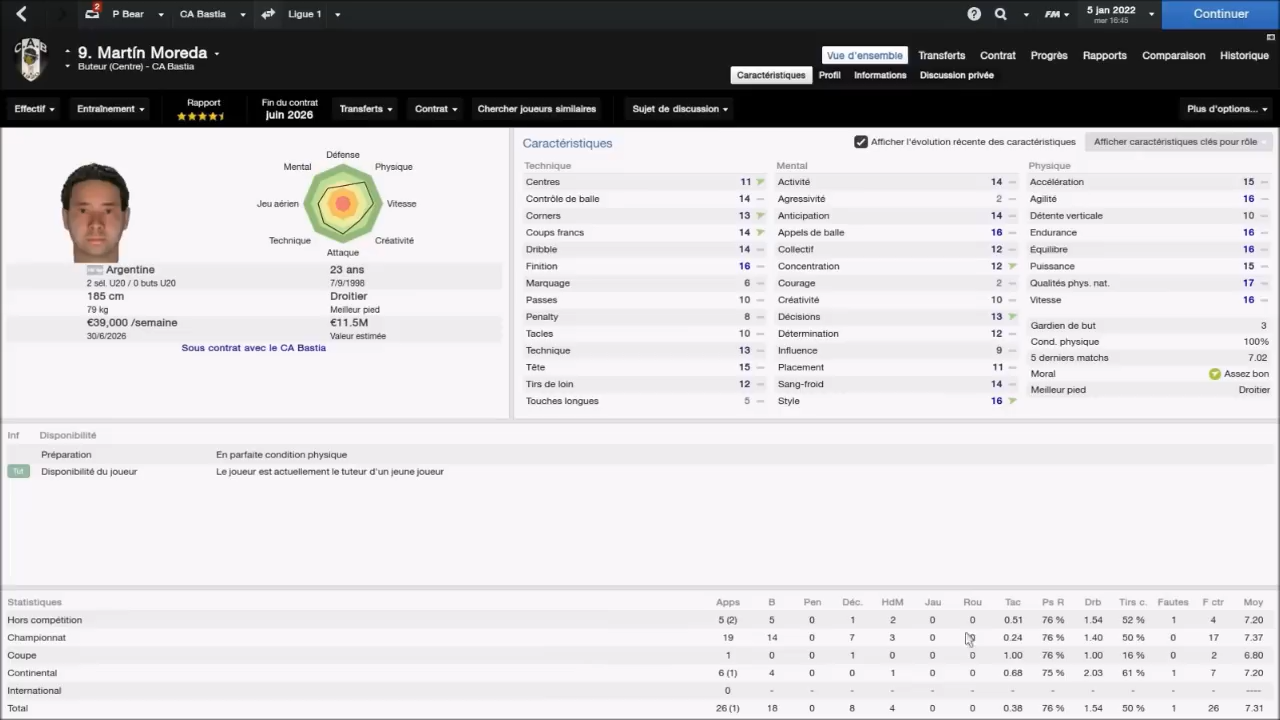 2
P Bear
CA Bastia
Ligue 1
FM
5 jan 2022
mer 16:45
Continuer
9. Martín Moreda
Buteur (Centre) - CA Bastia
Vue d'ensemble Transferts Contrat Progrès Rapports Comparaison Historique
Caractéristiques Profil Informations Discussion privée
Effectif Entraînement Rapport Fin du contrat juin 2026 Transferts Contrat Chercher joueurs similaires Sujet de discussion Plus d'options...
Défense
Mental Physique
Jeu aérien Vitesse
Technique Créativité
Attaque
Argentine 23 ans
2 sél. U20 / 0 buts U20 7/9/1998
185 cm Droitier
79 kg Meilleur pied
€39,000 /semaine €11.5M
30/6/2026 Valeur estimée
Sous contrat avec le CA Bastia
Caractéristiques Afficher l'évolution récente des caractéristiques Afficher caractéristiques clés pour rôle
Technique Mental Physique
Centres 11 Activité 14 Accélération 15
Contrôle de balle 14 Agressivité 2 Agilité 16
Corners 13 Anticipation 14 Détente verticale 10
Coups francs 14 Appels de balle 16 Endurance 16
Dribble 14 Collectif 12 Équilibre 16
Finition 16 Concentration 12 Puissance 15
Marquage 6 Courage 2 Qualités phys. nat. 17
Passes 10 Créativité 10 Vitesse 16
Penalty 8 Décisions 13 Gardien de but 3
Tacles 10 Détermination 12 Cond. physique 100%
Technique 13 Influence 9 5 derniers matchs 7.02
Tête 15 Placement 11 Moral Assez bon
Tirs de loin 12 Sang-froid 14 Meilleur pied Droitier
Touches longues 5 Style 16
Inf Disponibilité
Préparation En parfaite condition physique
Tut Disponibilité du joueur Le joueur est actuellement le tuteur d'un jeune joueur
Statistiques Apps B Pen Déc. HdM Jau Rou Tac Ps R Drb Tirs c. Fautes F ctr Moy
Hors compétition 5 (2) 5 0 1 2 0 0 0.51 76 % 1.54 52 % 1 4 7.20
Championnat 19 14 0 7 3 0 0 0.24 76 % 1.40 50 % 0 17 7.37
Coupe 1 0 0 1 0 0 0 1.00 76 % 1.00 16 % 0 2 6.80
Continental 6 (1) 4 0 0 1 0 0 0.68 75 % 2.03 61 % 1 7 7.20
International 0 - - - - - - - - - - - - ----
Total 26 (1) 18 0 8 4 0 0 0.38 76 % 1.54 50 % 1 26 7.31